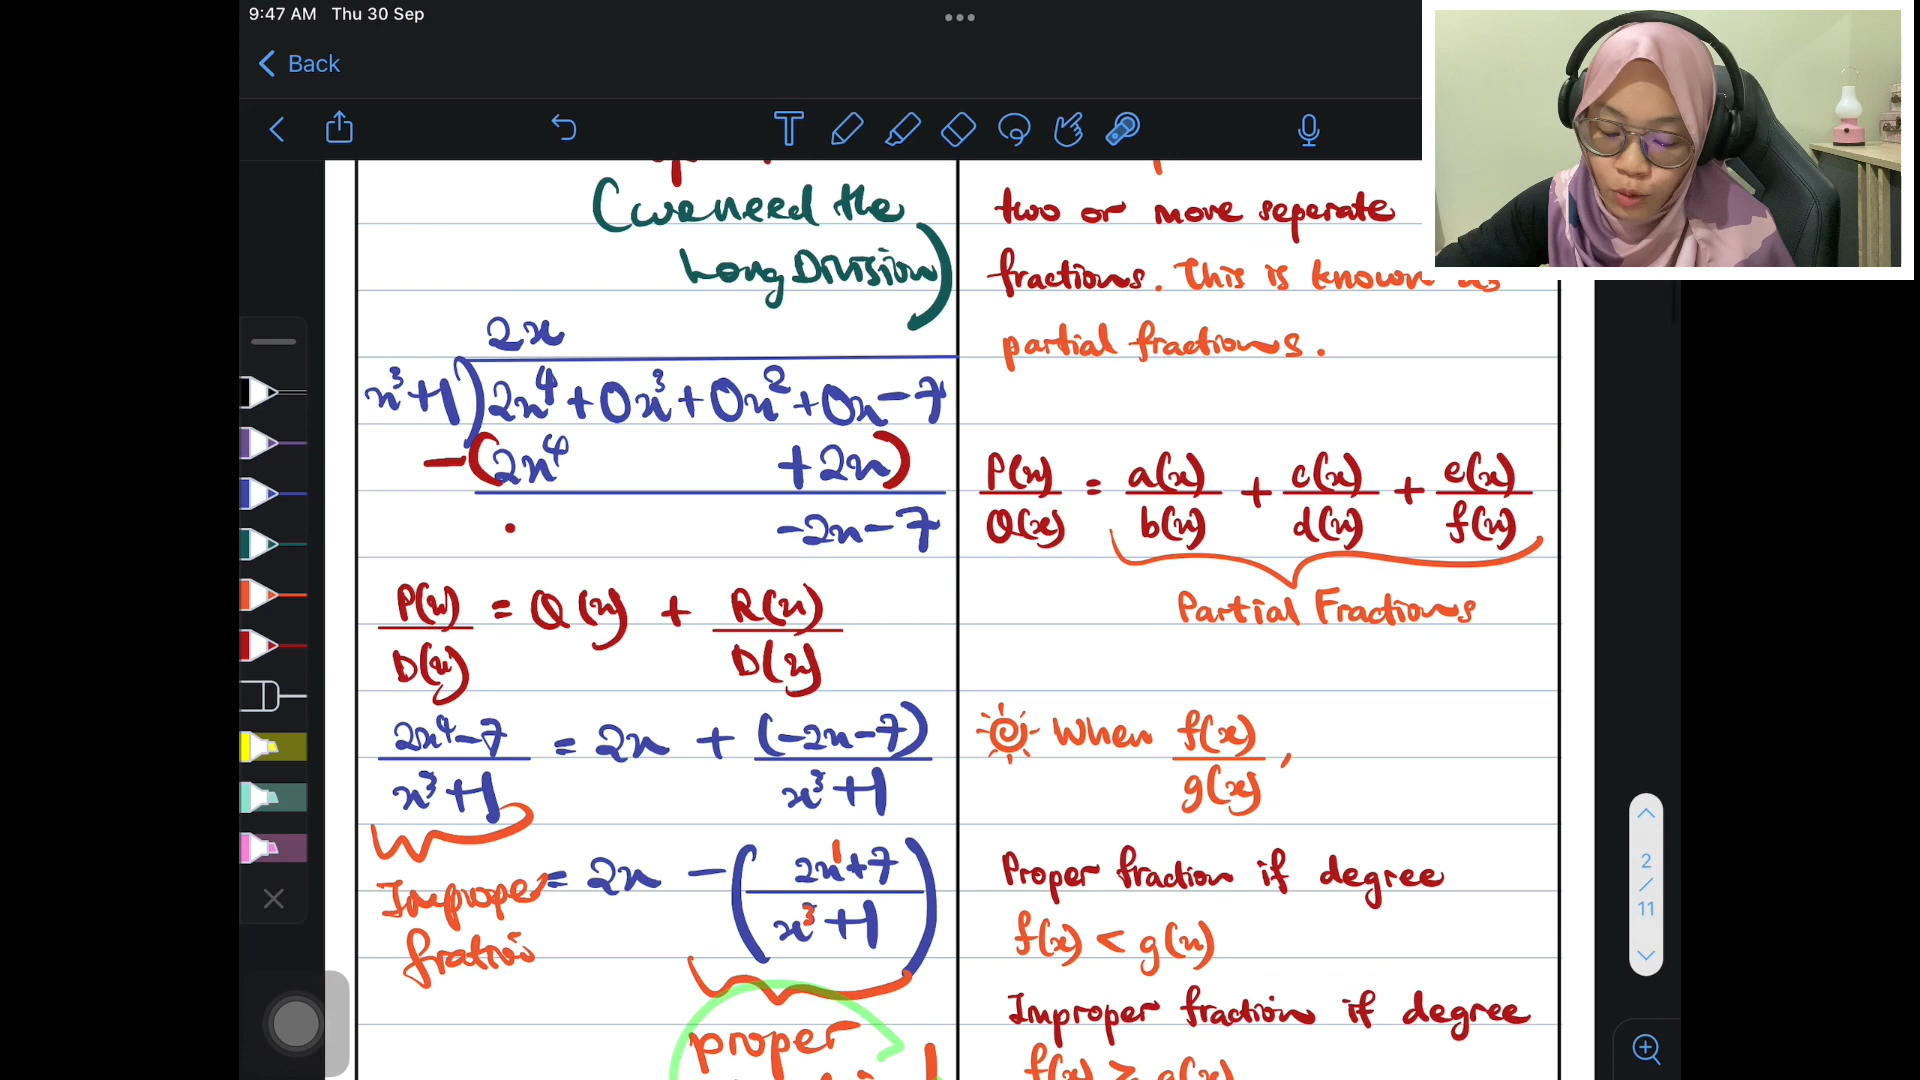 9:47 AM Thu 30 Sep
Back
(we need the
Long Division)
2x
x³+1) 2x⁴+0x³+0x²+0x-7
-(2x⁴ +2x)
-2x-7
P(x)/D(x) = Q(x) + R(x)/D(x)
2x⁴-7/x³+1 = 2x + (-2x-7)/x³+1
= 2x - (2x¹+7/x³+1)
Improper
proper
two or more seperate
fractions. This is known as
partial fractions.
P(x)/Q(x) = a(x)/b(x) + c(x)/d(x) + e(x)/f(x)
Partial Fractions
When f(x)/g(x),
Proper fraction if degree
f(x) < g(x)
Improper fraction if degree
f(x) ≥ g(x)
2
/
11